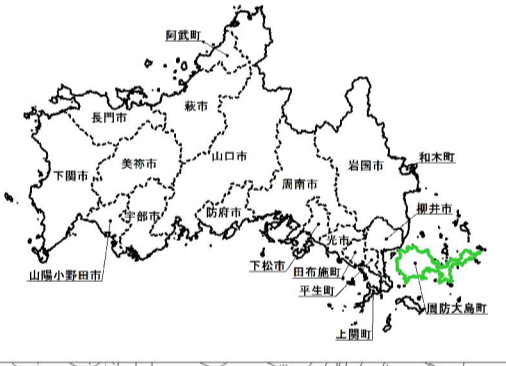 阿武町
萩市
長門市
山口市
岩国市
和木町
美祢市
下関市
周南市
宇部市
防府市
柳井市
光市
山陽小野田市
下松市
田布施町
平生町
周防大島町
上関町